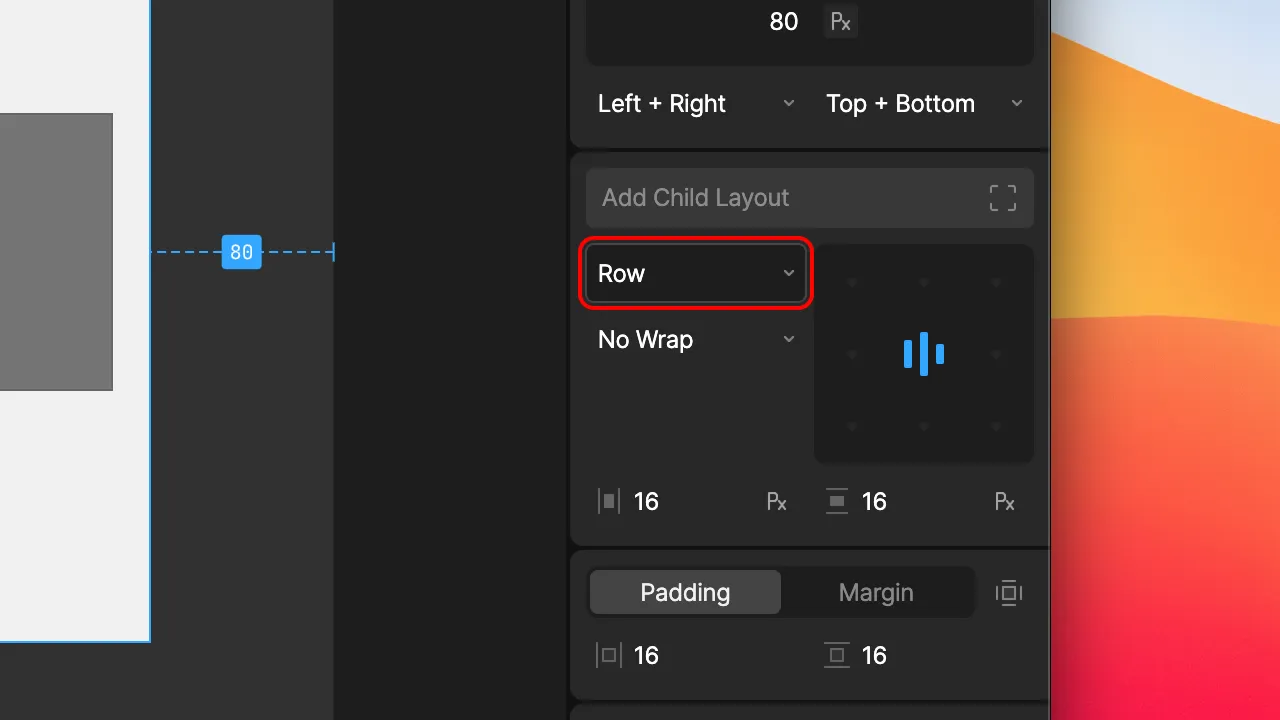 80 Px
Left + Right Top + Bottom
Add Child Layout
80
Row
No Wrap
16 Px 16 Px
Padding Margin
16 16